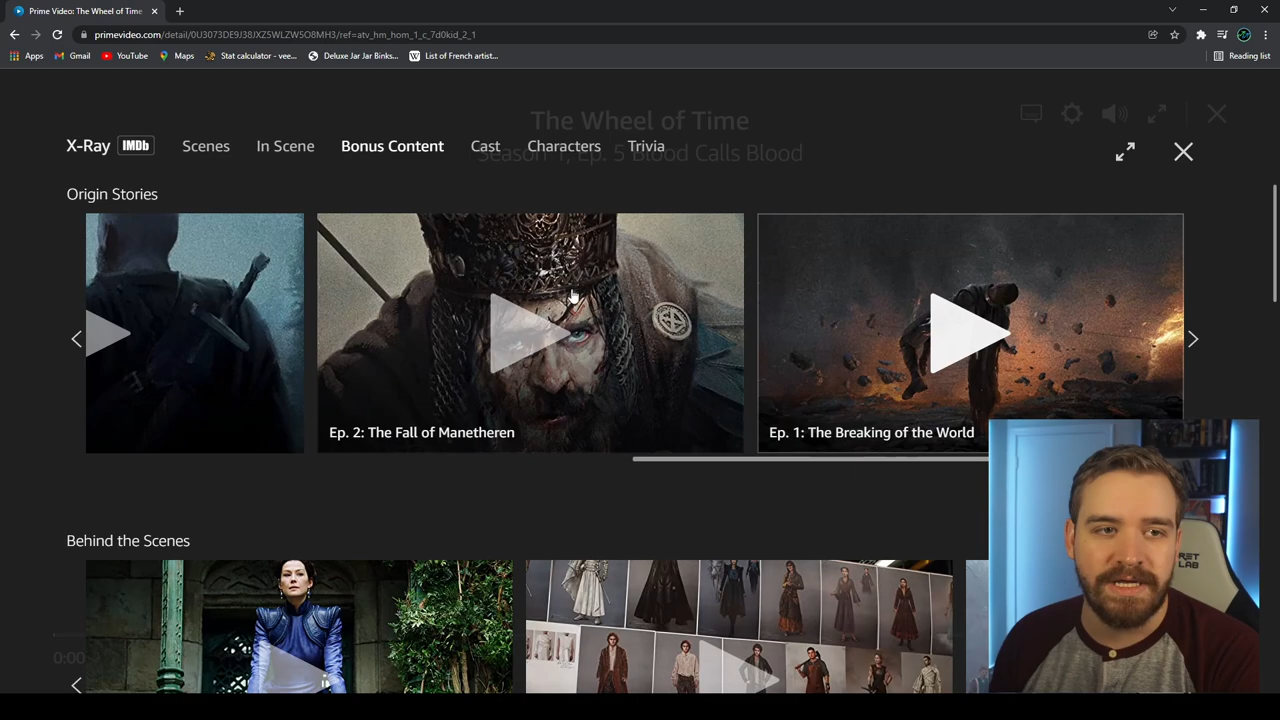 Prime Video: The Wheel of Time
primevideo.com/detail/0U3073DE9J38JXZ5WLZW5O8MH3/ref=atv_hm_hom_1_c_7d0kid_2_1
Apps
Gmail
YouTube
Maps
Stat calculator - vee...
Deluxe Jar Jar Binks...
List of French artist...
Reading list
The Wheel of Time
Season 1, Ep. 5 Blood Calls Blood
X-Ray IMDb Scenes In Scene Bonus Content Cast Characters Trivia
Origin Stories
Ep. 2: The Fall of Manetheren
Ep. 1: The Breaking of the World
Behind the Scenes
0:00
RET
LAB